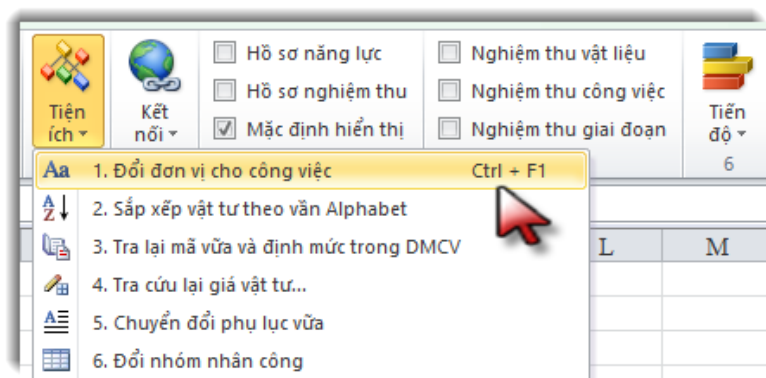 Hồ sơ năng lực
Nghiệm thu vật liệu
Hồ sơ nghiệm thu
Nghiệm thu công việc
Tiện ích
Kết nối
Mặc định hiển thị
Nghiệm thu giai đoạn
Tiến độ
6
Aa 1. Đổi đơn vị cho công việc Ctrl + F1
2. Sắp xếp vật tư theo vần Alphabet
3. Tra lại mã vữa và định mức trong DMCV
L M
4. Tra cứu lại giá vật tư...
5. Chuyển đổi phụ lục vữa
6. Đổi nhóm nhân công